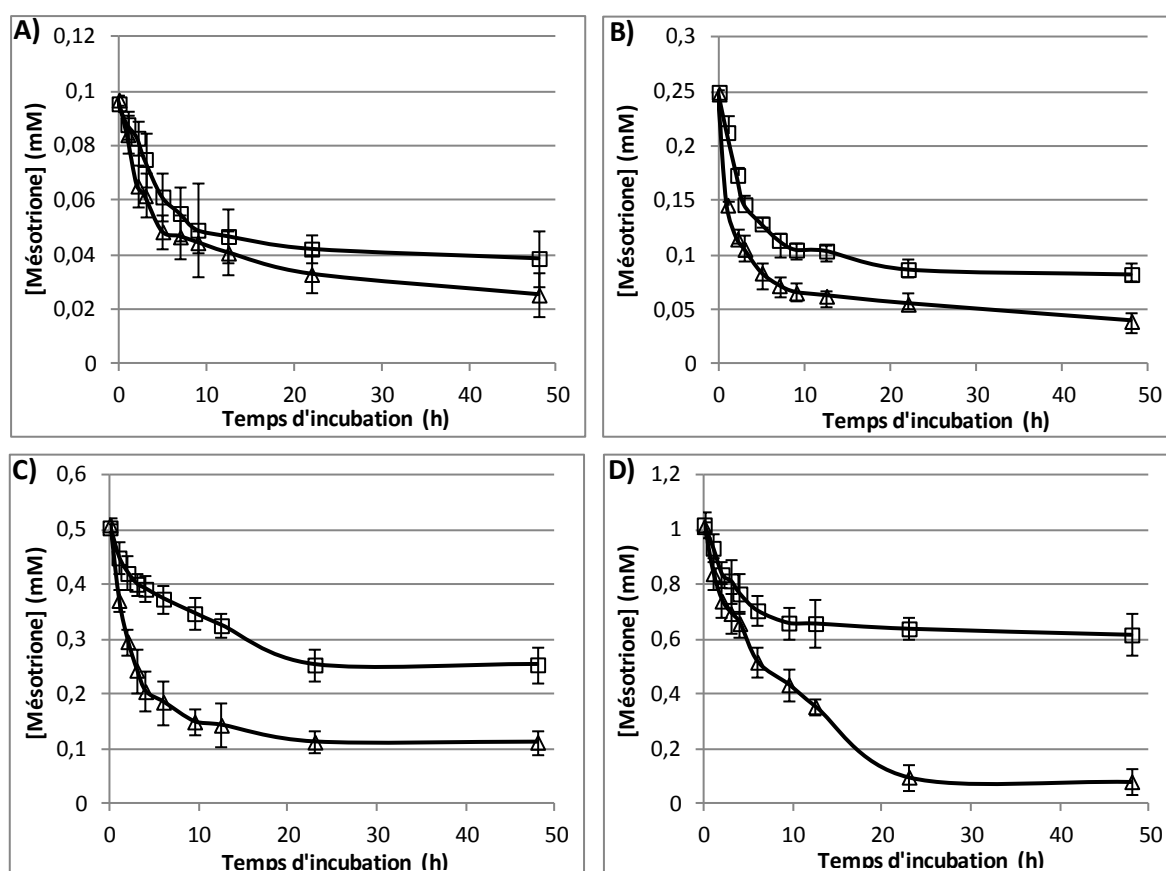 A)
[Mésotrione] (mM)
0,12
0,1
0,08
0,06
0,04
0,02
0
0 10 20 30 40 50
Temps d'incubation (h)
B)
[Mésotrione] (mM)
0,3
0,25
0,2
0,15
0,1
0,05
0
0 10 20 30 40 50
Temps d'incubation (h)
C)
[Mésotrione] (mM)
0,6
0,5
0,4
0,3
0,2
0,1
0
0 10 20 30 40 50
Temps d'incubation (h)
D)
[Mésotrione] (mM)
1,2
1
0,8
0,6
0,4
0,2
0
0 10 20 30 40 50
Temps d'incubation (h)